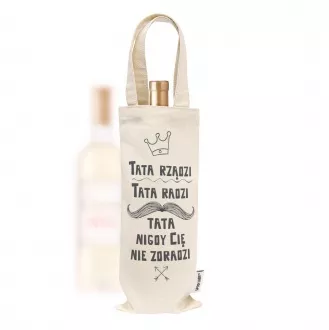 TATA RZĄDZI
TATA RADZI
TATA
NIGDY CIĘ
NIE ZDRADZI